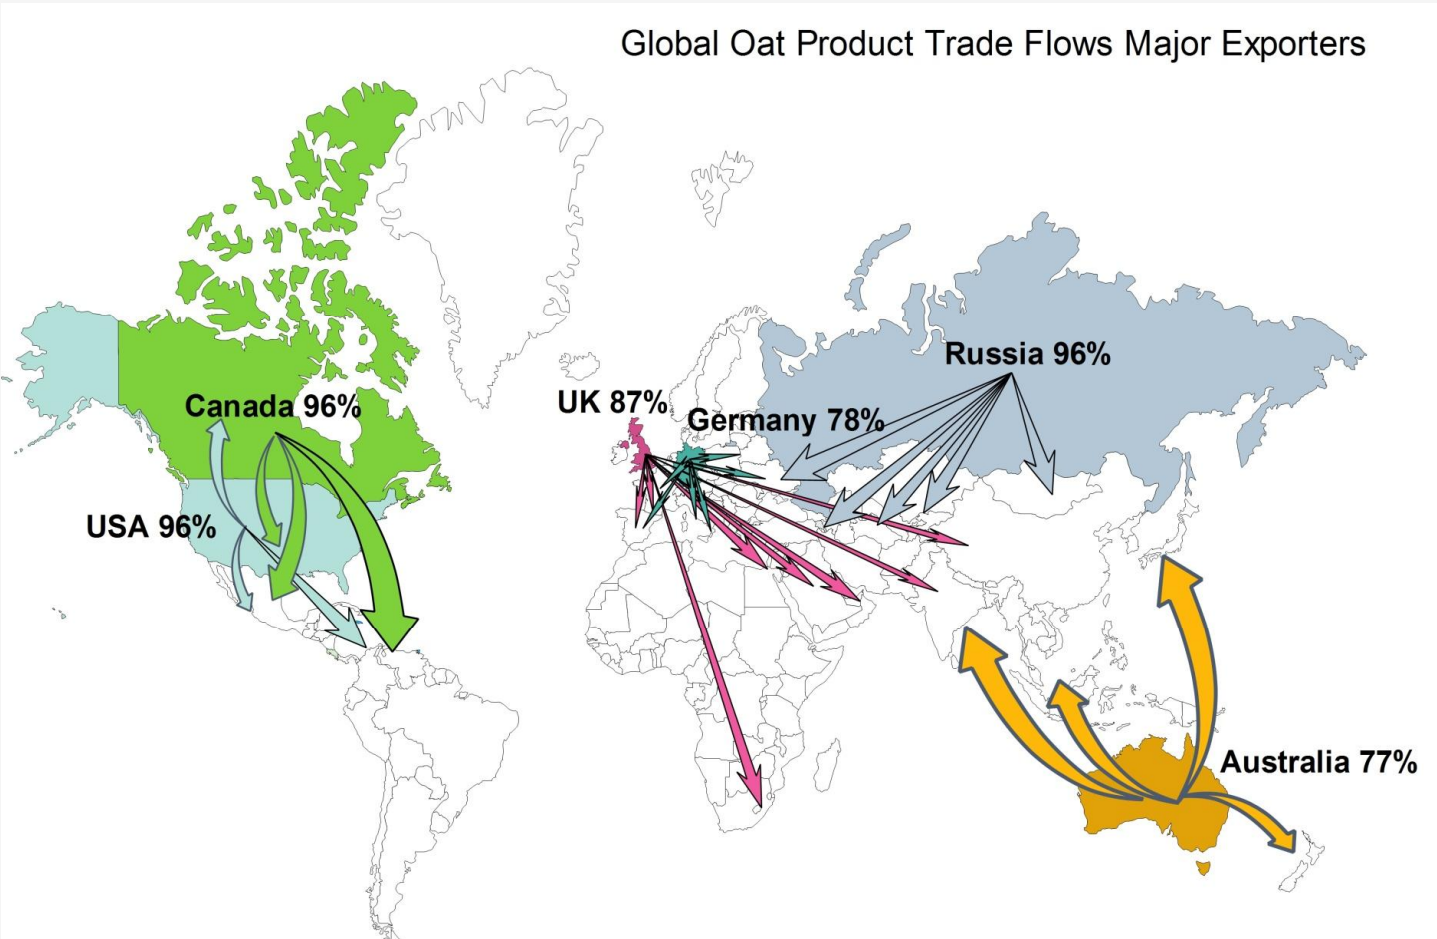 Global Oat Product Trade Flows Major Exporters
Russia 96%
Canada 96%
UK 87%
Germany 78%
USA 96%
Australia 77%